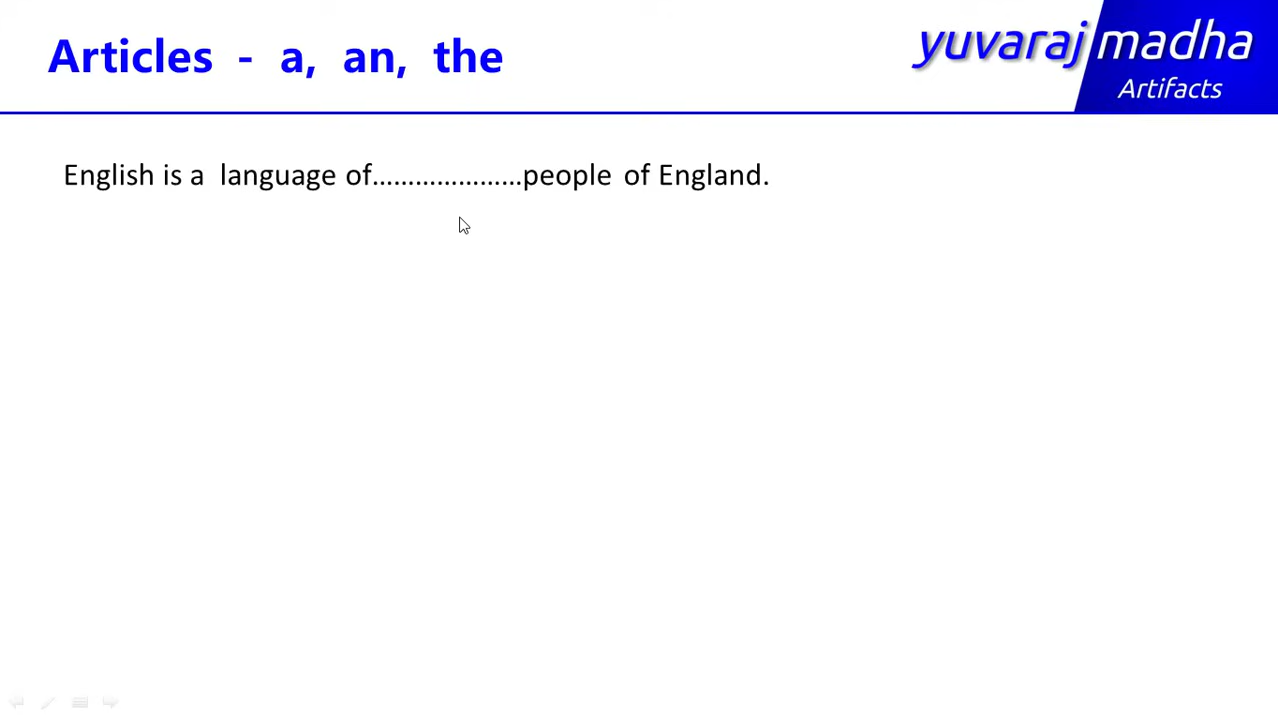 Articles - a, an, the
yuvaraj madha
Artifacts
English is a language of.....................people of England.